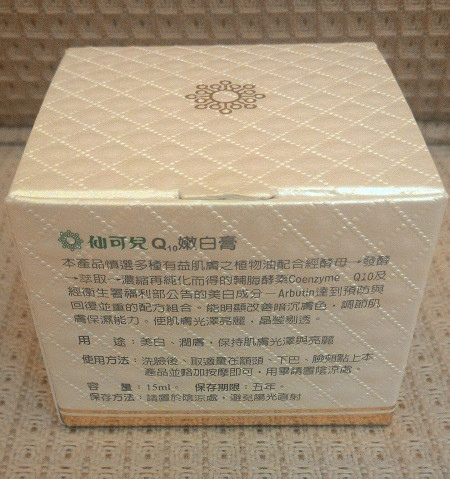 仙可兒 Q10嫩白膏
本產品慎選多種有益肌膚之植物油配合經酵母→發酵
→萃取→濃縮再純化而得的輔脢酵素Coenzyme Q10及
經衛生署福利部公告的美白成分—Arbutin達到預防與
回復並重的配方組合。能明顯改善暗沉膚色，調節肌
膚保濕能力。使肌膚光澤亮麗，晶瑩剔透。
用途：美白、潤膚，保持肌膚光澤與亮麗
使用方法：洗臉後、取適量在額頭、下巴、臉頰點上本
產品並略加按摩即可，用畢請置陰涼處。
容量：15ml。 保存期限：五年。
保存方法：請置於陰涼處，避免陽光直射